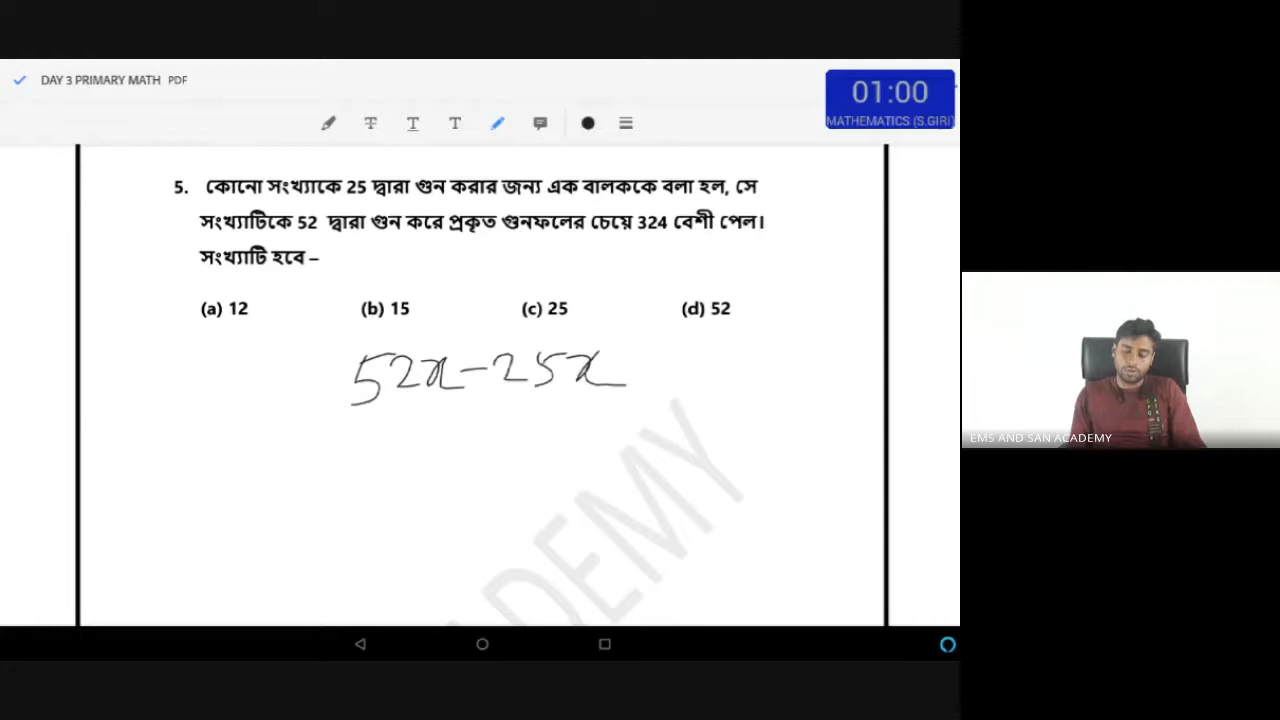 DAY 3 PRIMARY MATH PDF
01:00
MATHEMATICS (S.GIRI)
5. কোনো সংখ্যাকে 25 দ্বারা গুন করার জন্য এক বালককে বলা হল, সে
সংখ্যাটিকে 52 দ্বারা গুন করে প্রকৃত গুনফলের চেয়ে 324 বেশী পেল।
সংখ্যাটি হবে –
(a) 12 (b) 15 (c) 25 (d) 52
52x - 25x
ADEMY
EMS AND SAN ACADEMY